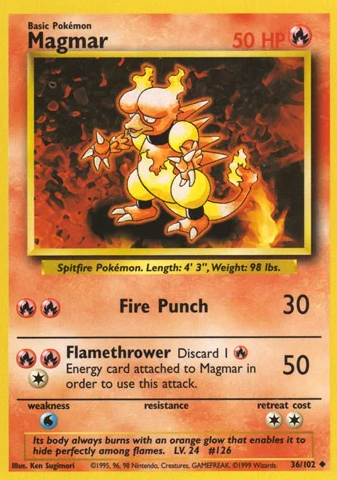 Basic Pokémon
Magmar 50 HP
Spitfire Pokémon. Length: 4' 3", Weight: 98 lbs.
Fire Punch 30
Flamethrower Discard 1
Energy card attached to Magmar in
order to use this attack.
50
weakness resistance retreat cost
Its body always burns with an orange glow that enables it to
hide perfectly among flames. LV. 24 #126
Illus. Ken Sugimori ©1995, 96, 98 Nintendo, Creatures, GAMEFREAK. ©1999 Wizards. 36/102